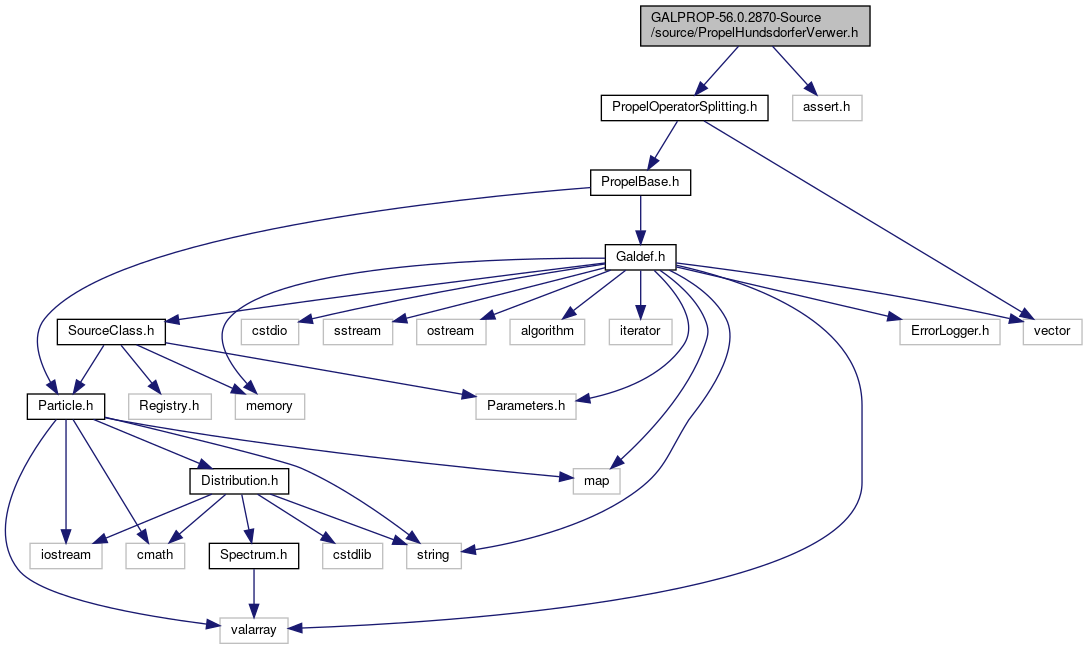 GALPROP-56.0.2870-Source
/source/PropelHundsdorferVerwer.h
PropelOperatorSplitting.h
assert.h
PropelBase.h
Galdef.h
SourceClass.h
cstdio
sstream
ostream
algorithm
iterator
ErrorLogger.h
vector
Particle.h
Registry.h
memory
Parameters.h
Distribution.h
map
iostream
cmath
Spectrum.h
cstdlib
string
valarray